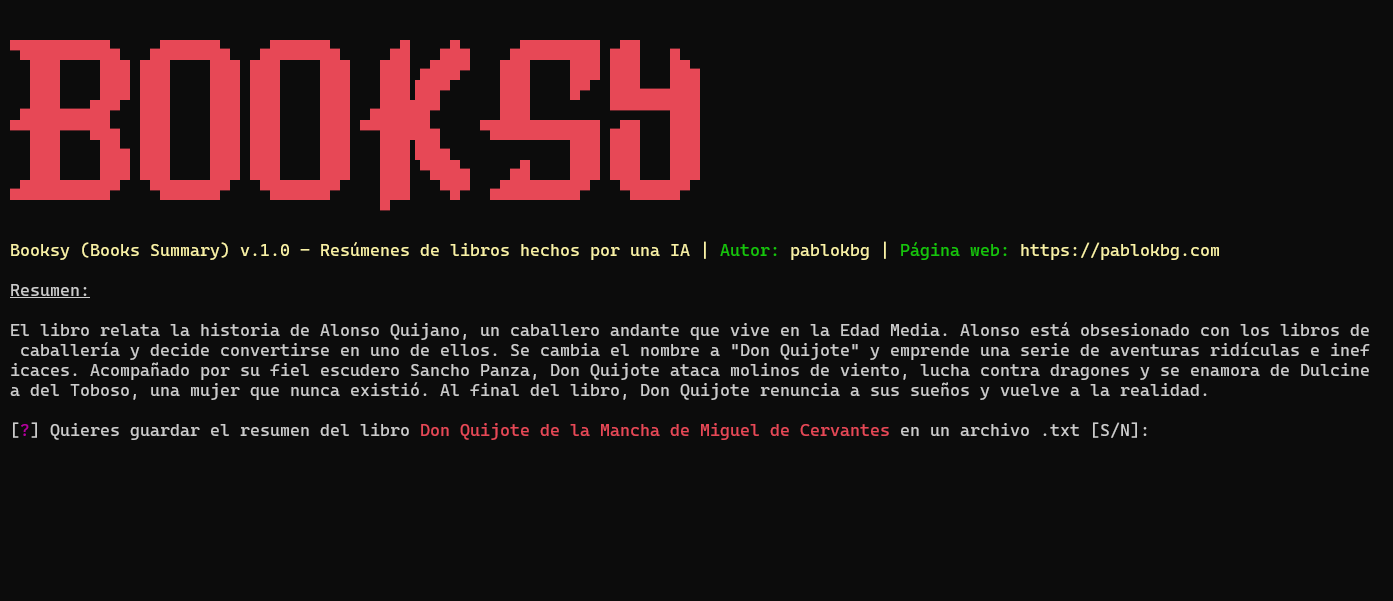 BOOKSY
Booksy (Books Summary) v.1.0 – Resúmenes de libros hechos por una IA | Autor: pablokbg | Página web: https://pablokbg.com
Resumen:
El libro relata la historia de Alonso Quijano, un caballero andante que vive en la Edad Media. Alonso está obsesionado con los libros de
 caballería y decide convertirse en uno de ellos. Se cambia el nombre a "Don Quijote" y emprende una serie de aventuras ridículas e inef
icaces. Acompañado por su fiel escudero Sancho Panza, Don Quijote ataca molinos de viento, lucha contra dragones y se enamora de Dulcine
a del Toboso, una mujer que nunca existió. Al final del libro, Don Quijote renuncia a sus sueños y vuelve a la realidad.
[?] Quieres guardar el resumen del libro Don Quijote de la Mancha de Miguel de Cervantes en un archivo .txt [S/N]: